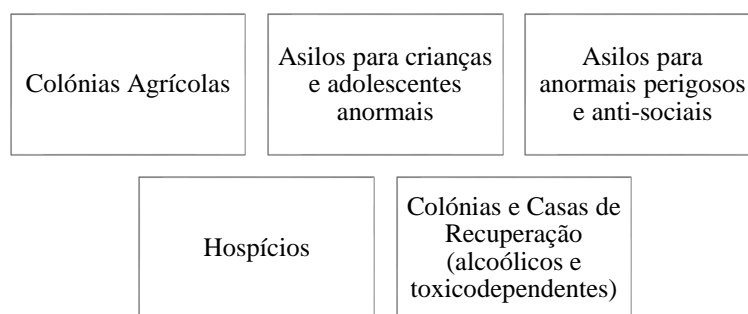 Colónias Agrícolas
Asilos para crianças
e adolescentes
anormais
Asilos para
anormais perigosos
e anti-sociais
Hospícios
Colónias e Casas de
Recuperação
(alcoólicos e
toxicodependentes)